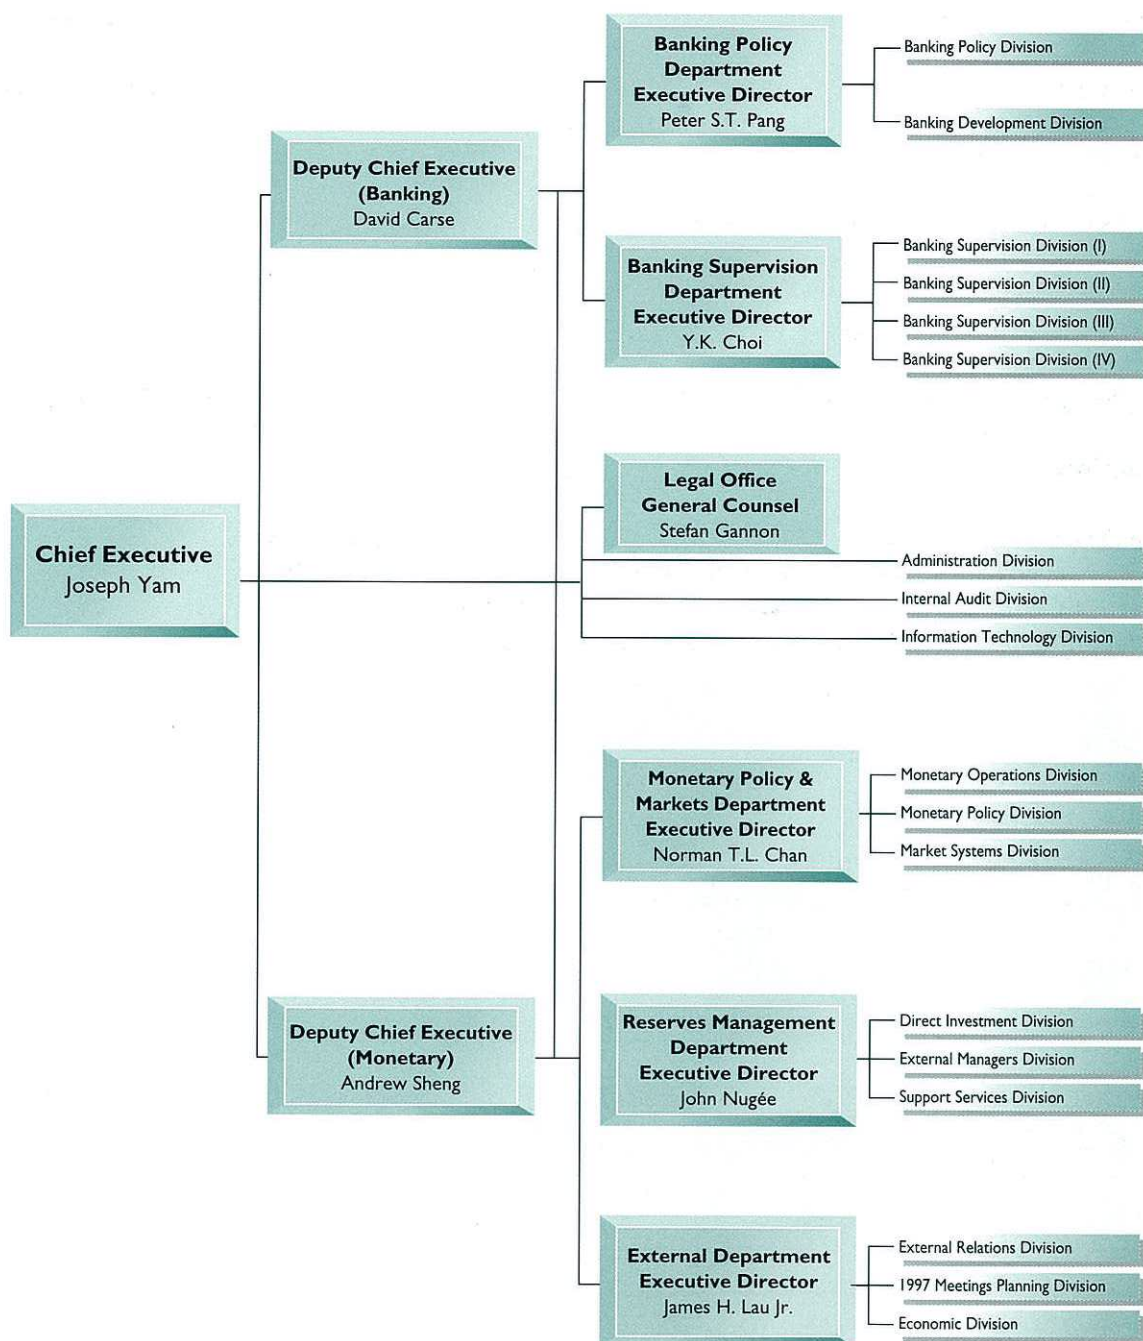 Chief Executive
Joseph Yam
Deputy Chief Executive
(Banking)
David Carse
Banking Policy
Department
Executive Director
Peter S.T. Pang
Banking Policy Division
Banking Development Division
Banking Supervision
Department
Executive Director
Y.K. Choi
Banking Supervision Division (I)
Banking Supervision Division (II)
Banking Supervision Division (III)
Banking Supervision Division (IV)
Legal Office
General Counsel
Stefan Gannon
Administration Division
Internal Audit Division
Information Technology Division
Deputy Chief Executive
(Monetary)
Andrew Sheng
Monetary Policy &
Markets Department
Executive Director
Norman T.L. Chan
Monetary Operations Division
Monetary Policy Division
Market Systems Division
Reserves Management
Department
Executive Director
John Nugée
Direct Investment Division
External Managers Division
Support Services Division
External Department
Executive Director
James H. Lau Jr.
External Relations Division
1997 Meetings Planning Division
Economic Division